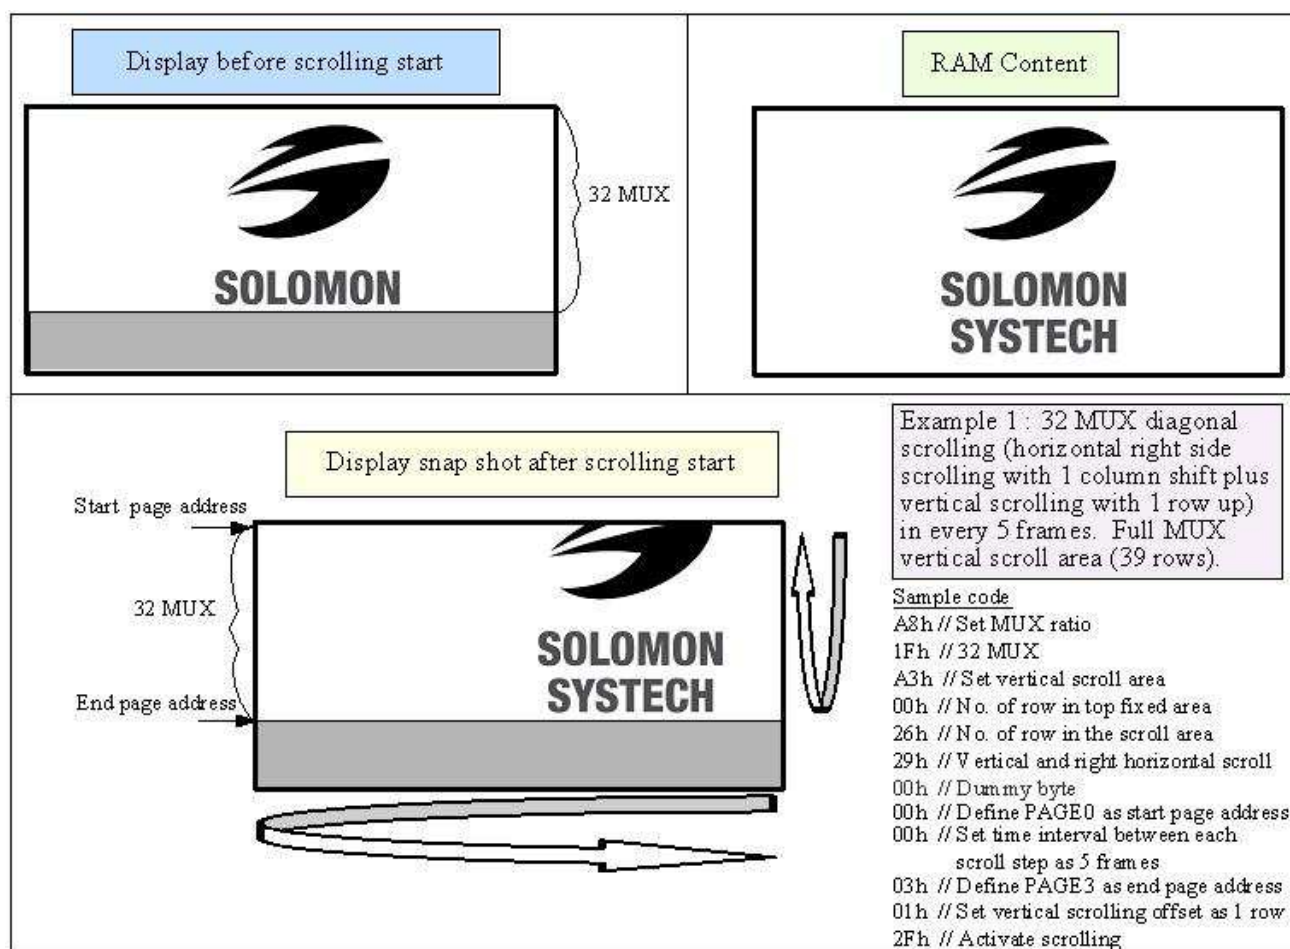 Display before scrolling start
32 MUX
SOLOMON
RAM Content
SOLOMON
SYSTECH
Display snap shot after scrolling start
Start page address
32 MUX
End page address
SOLOMON
SYSTECH
Example 1 : 32 MUX diagonal
scrolling (horizontal right side
scrolling with 1 column shift plus
vertical scrolling with 1 row up)
in every 5 frames. Full MUX
vertical scroll area (39 rows).
Sample code
A8h // Set MUX ratio
1Fh // 32 MUX
A3h // Set vertical scroll area
00h // No. of row in top fixed area
26h // No. of row in the scroll area
29h // Vertical and right horizontal scroll
00h // Dummy byte
00h // Define PAGE0 as start page address
00h // Set time interval between each
scroll step as 5 frames
03h // Define PAGE3 as end page address
01h // Set vertical scrolling offset as 1 row
2Fh // Activate scrolling